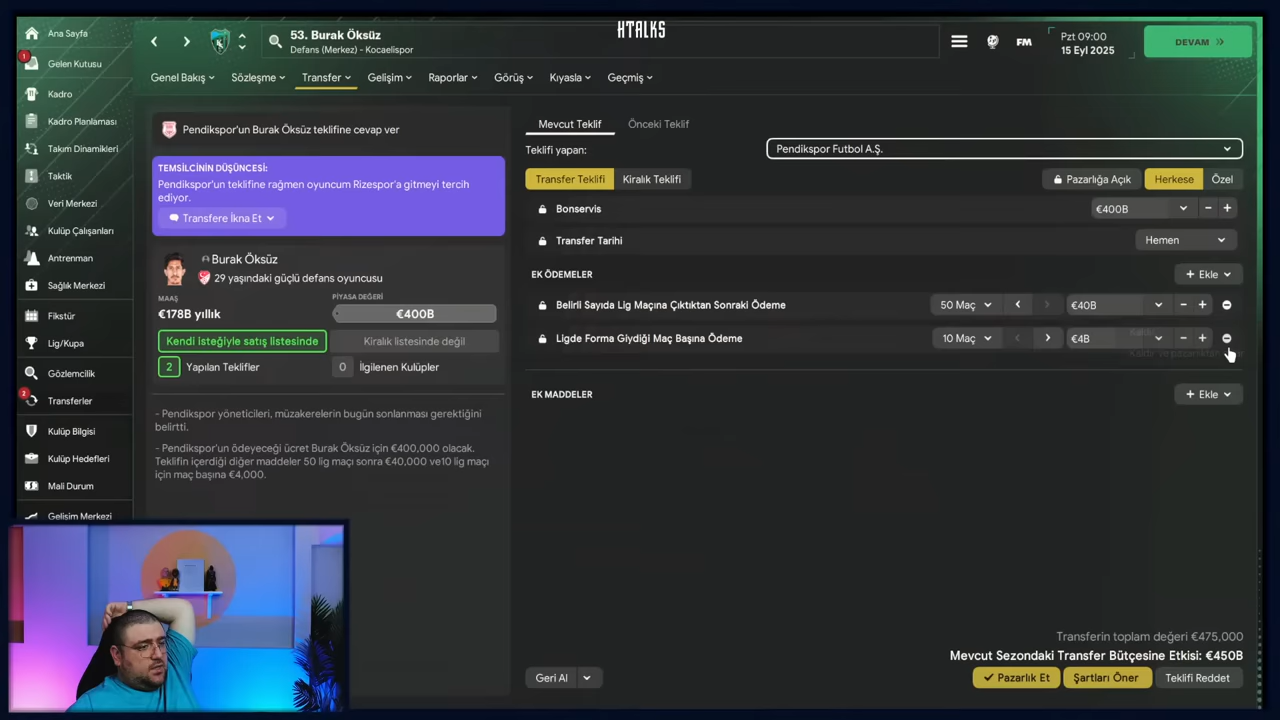 HTALKS
Ana Sayfa
1
Gelen Kutusu
Kadro
Kadro Planlaması
Takım Dinamikleri
Taktik
Veri Merkezi
Kulüp Çalışanları
Antrenman
Sağlık Merkezi
Fikstür
Lig/Kupa
Gözlemcilik
2
Transferler
Kulüp Bilgisi
Kulüp Hedefleri
Mali Durum
Gelişim Merkezi
53. Burak Öksüz
Defans (Merkez) - Kocaelispor
FM
Pzt 09:00
15 Eyl 2025
DEVAM
Genel Bakış
Sözleşme
Transfer
Gelişim
Raporlar
Görüş
Kıyasla
Geçmiş
Pendikspor'un Burak Öksüz teklifine cevap ver
TEMSİLCİNİN DÜŞÜNCESİ:
Pendikspor'un teklifine rağmen oyuncum Rizespor'a gitmeyi tercih
ediyor.
Transfere İkna Et
Burak Öksüz
29 yaşındaki güçlü defans oyuncusu
MAAŞ
€178B yıllık
PİYASA DEĞERİ
€400B
Kendi isteğiyle satış listesinde
Kiralık listesinde değil
2 Yapılan Teklifler
0 İlgilenen Kulüpler
- Pendikspor yöneticileri, müzakerelerin bugün sonlanması gerektiğini
belirtti.
- Pendikspor'un ödeyeceği ücret Burak Öksüz için €400,000 olacak.
Teklifin içerdiği diğer maddeler 50 lig maçı sonra €40,000 ve10 lig maçı
için maç başına €4,000.
Mevcut Teklif
Önceki Teklif
Teklifi yapan:
Pendikspor Futbol A.Ş.
Transfer Teklifi
Kiralık Teklifi
Pazarlığa Açık
Herkese
Özel
Bonservis
€400B
Transfer Tarihi
Hemen
EK ÖDEMELER
+ Ekle
Belirli Sayıda Lig Maçına Çıktıktan Sonraki Ödeme
50 Maç
€40B
Ligde Forma Giydiği Maç Başına Ödeme
10 Maç
€4B
EK MADDELER
+ Ekle
Transferin toplam değeri €475,000
Mevcut Sezondaki Transfer Bütçesine Etkisi: €450B
Geri Al
Pazarlık Et
Şartları Öner
Teklifi Reddet